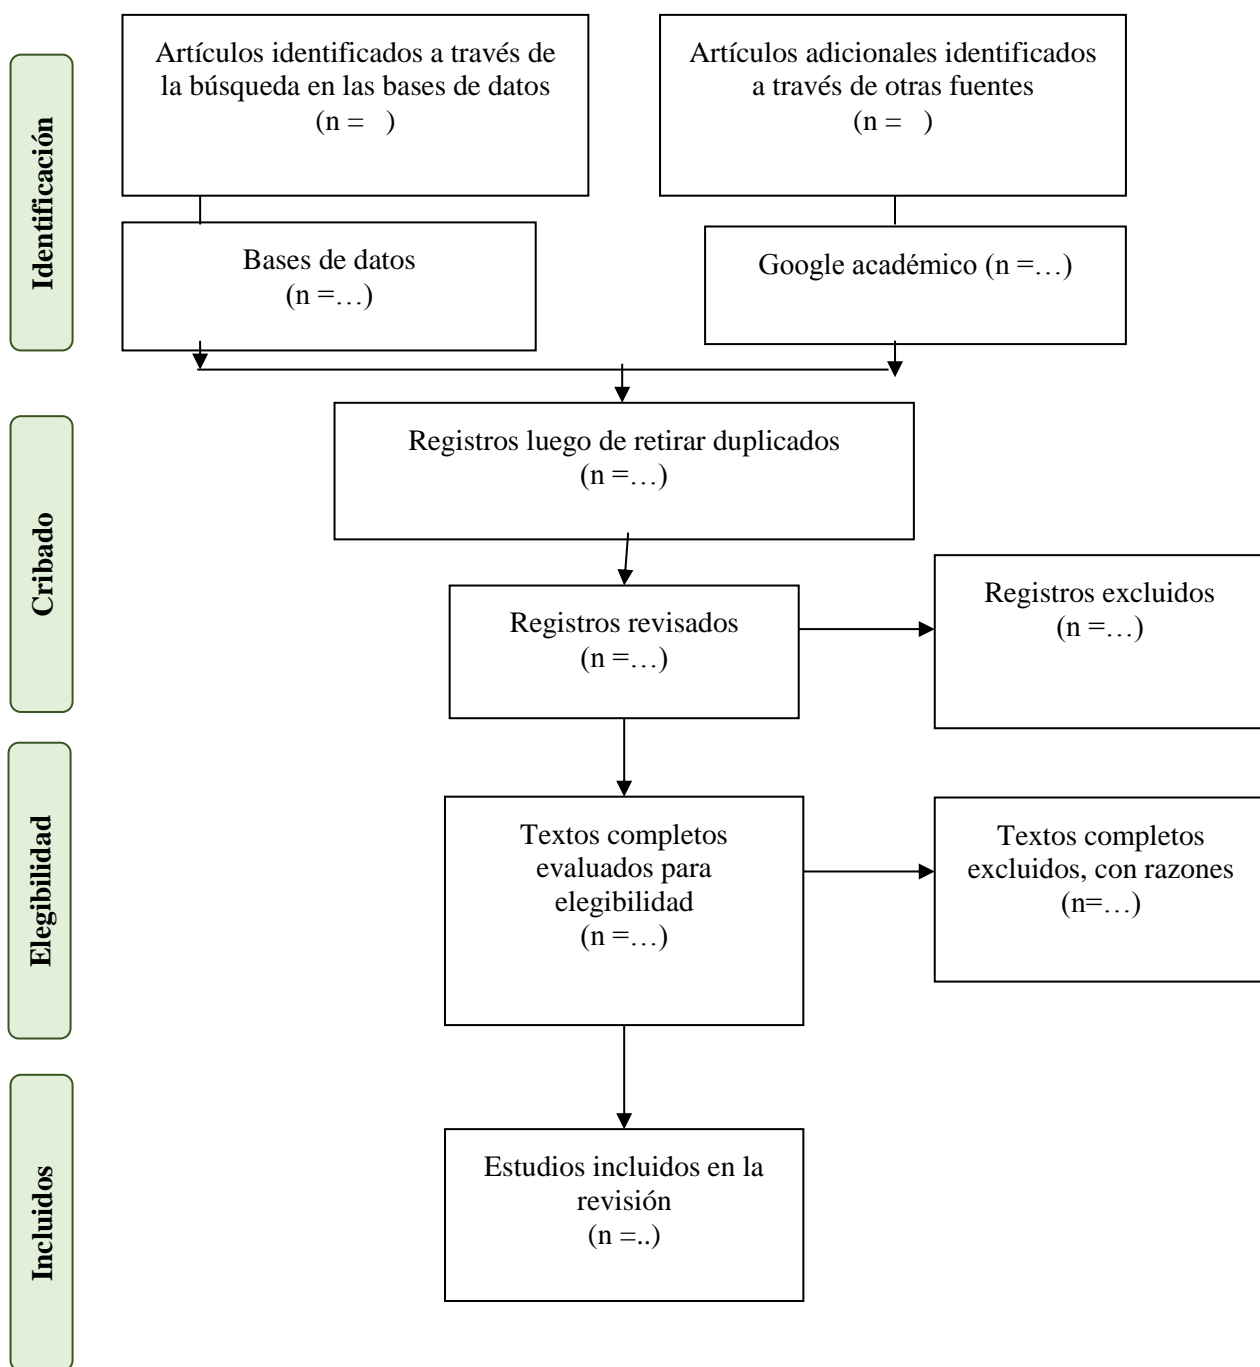 Identificación
Artículos identificados a través de
la búsqueda en las bases de datos
(n = )
Artículos adicionales identificados
a través de otras fuentes
(n = )
Bases de datos
(n =…)
Google académico (n =…)
Cribado
Registros luego de retirar duplicados
(n =…)
Registros revisados
(n =…)
Registros excluidos
(n =…)
Elegibilidad
Textos completos
evaluados para
elegibilidad
(n =…)
Textos completos
excluidos, con razones
(n=…)
Incluidos
Estudios incluidos en la
revisión
(n =..)